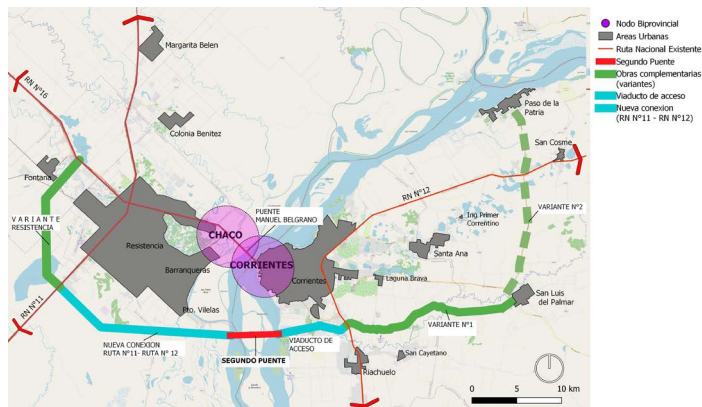 Margarita Belen
RN N°16
Colonia Benitez
Fontana
Paso de la
Patria
San Cosme
RN N°12
PUENTE
MANUEL BELGRANO
CHACO
CORRIENTES
VARIANTE
RESISTENCIA
Resistencia
Barranqueras
Corrientes
Ing Primer
Correntino
VARIANTE N°2
Santa Ana
Laguna Brava
San Luis
del Palmar
Pto. Vilelas
RN N°11
VARIANTE N°1
NUEVA CONEXION
RUTA N°11- RUTA N° 12
SEGUNDO PUENTE
VIADUCTO DE
ACCESO
San Cayetano
Riachuelo
0 5 10 km
Nodo Biprovincial
Areas Urbanas
Ruta Nacional Existente
Segundo Puente
Obras complementarias
(variantes)
Viaducto de acceso
Nueva conexion
(RN N°11 - RN N°12)